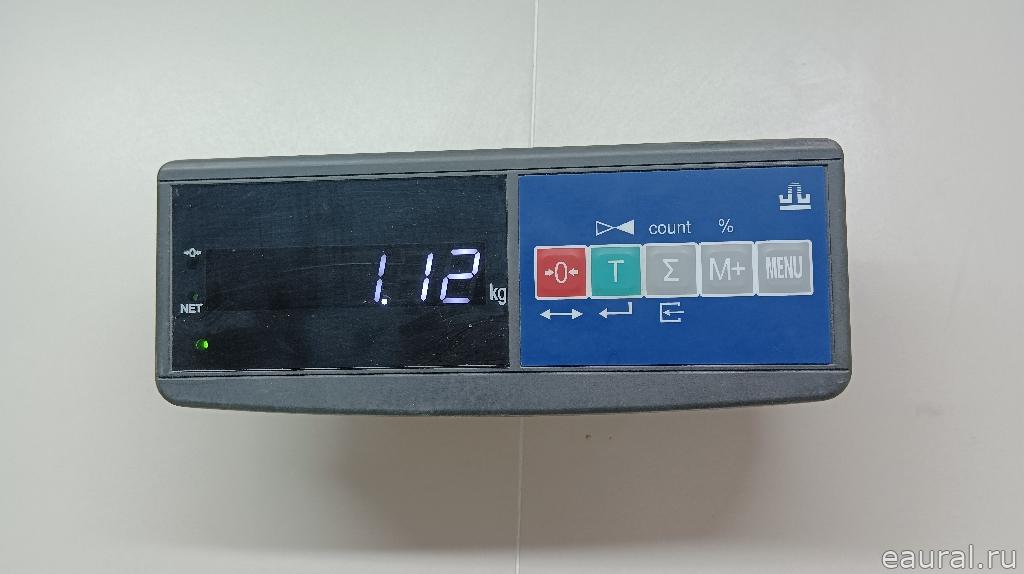 count %
→0← T Σ M+ MENU
NET
1.12 kg
eaural.ru